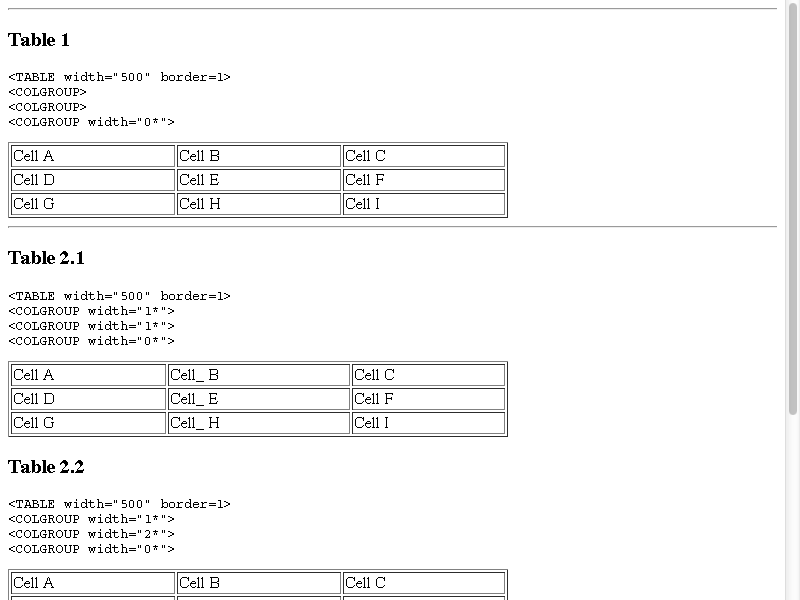 Table 1
<TABLE width="500" border=1>
<COLGROUP>
<COLGROUP>
<COLGROUP width="0*">
Cell A Cell B Cell C
Cell D Cell E Cell F
Cell G Cell H Cell I
Table 2.1
<TABLE width="500" border=1>
<COLGROUP width="1*">
<COLGROUP width="1*">
<COLGROUP width="0*">
Cell A Cell_ B Cell C
Cell D Cell_ E Cell F
Cell G Cell_ H Cell I
Table 2.2
<TABLE width="500" border=1>
<COLGROUP width="1*">
<COLGROUP width="2*">
<COLGROUP width="0*">
Cell A Cell B Cell C